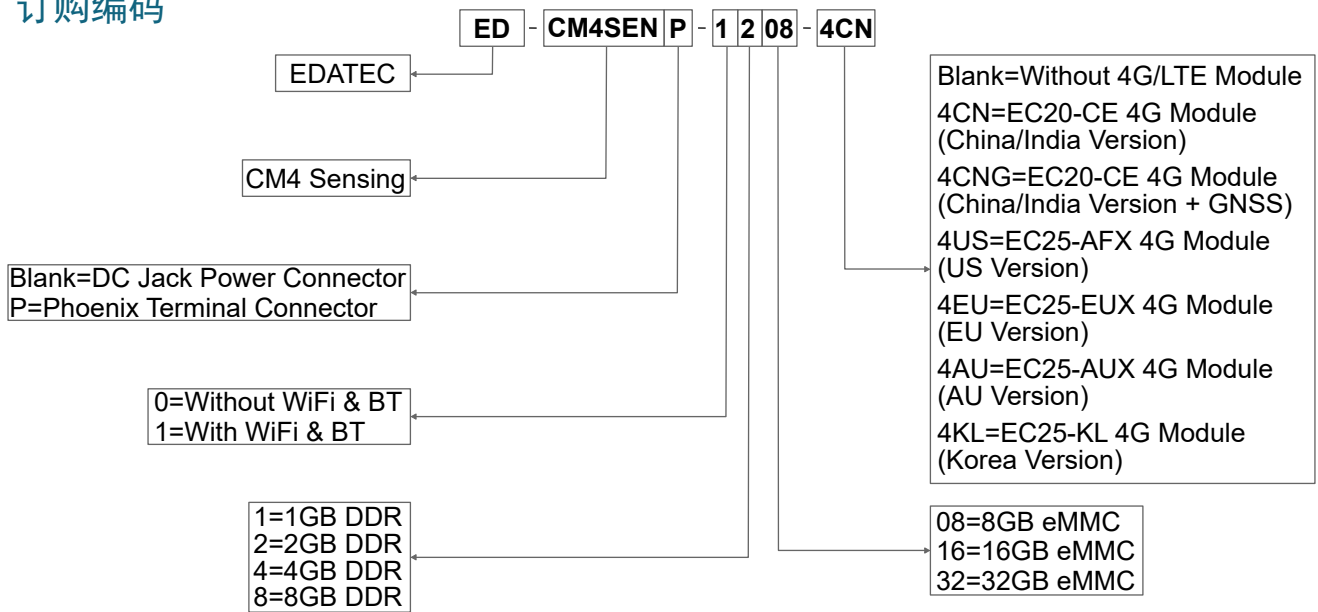 订购编码
ED - CM4SEN P - 1 2 08 - 4CN
EDATEC
CM4 Sensing
Blank=DC Jack Power Connector
P=Phoenix Terminal Connector
0=Without WiFi & BT
1=With WiFi & BT
1=1GB DDR
2=2GB DDR
4=4GB DDR
8=8GB DDR
Blank=Without 4G/LTE Module
4CN=EC20-CE 4G Module
(China/India Version)
4CNG=EC20-CE 4G Module
(China/India Version + GNSS)
4US=EC25-AFX 4G Module
(US Version)
4EU=EC25-EUX 4G Module
(EU Version)
4AU=EC25-AUX 4G Module
(AU Version)
4KL=EC25-KL 4G Module
(Korea Version)
08=8GB eMMC
16=16GB eMMC
32=32GB eMMC